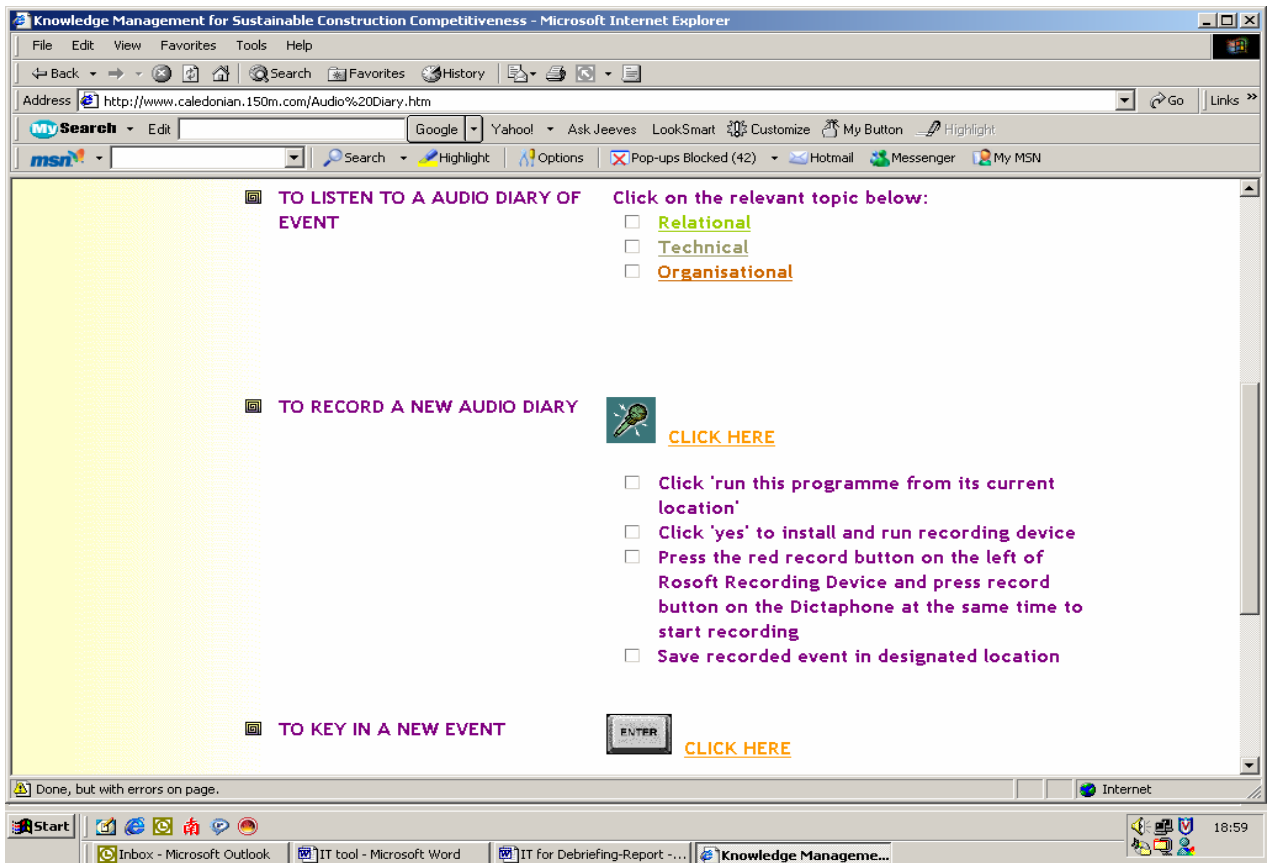 Knowledge Management for Sustainable Construction Competitiveness - Microsoft Internet Explorer
File Edit View Favorites Tools Help
Back Search Favorites History
Address http://www.caledonian.150m.com/Audio%20Diary.htm Go Links »
My Search Edit Google Yahoo! Ask Jeeves LookSmart Customize My Button Highlight
msn Search Highlight Options Pop-ups Blocked (42) Hotmail Messenger My MSN
TO LISTEN TO A AUDIO DIARY OF
EVENT
Click on the relevant topic below:
Relational
Technical
Organisational
TO RECORD A NEW AUDIO DIARY
CLICK HERE
Click 'run this programme from its current
location'
Click 'yes' to install and run recording device
Press the red record button on the left of
Rosoft Recording Device and press record
button on the Dictaphone at the same time to
start recording
Save recorded event in designated location
TO KEY IN A NEW EVENT
ENTER
CLICK HERE
Done, but with errors on page. Internet
Start 南 18:59
Inbox - Microsoft Outlook IT tool - Microsoft Word IT for Debriefing-Report -... Knowledge Manageme...